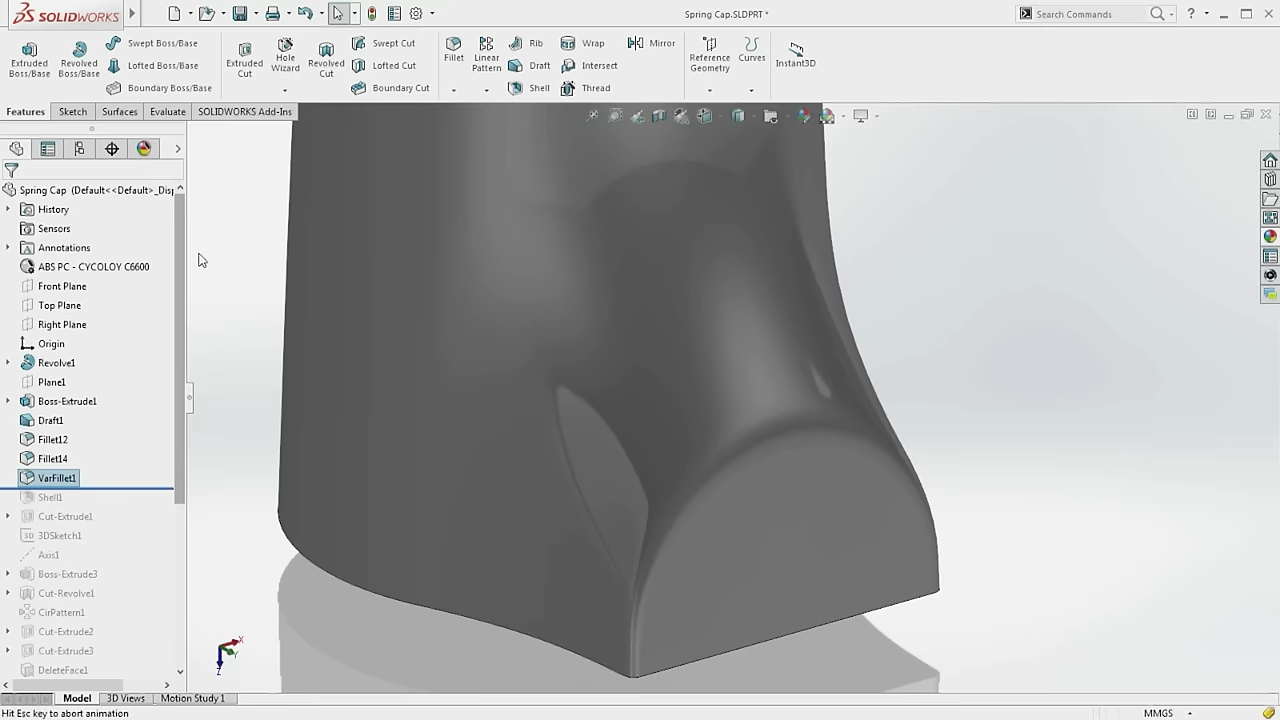 SOLIDWORKS
Spring Cap.SLDPRT *
Search Commands
?
Extruded Boss/Base
Revolved Boss/Base
Swept Boss/Base
Lofted Boss/Base
Boundary Boss/Base
Extruded Cut
Hole Wizard
Revolved Cut
Swept Cut
Lofted Cut
Boundary Cut
Fillet
Linear Pattern
Rib
Draft
Shell
Wrap
Intersect
Thread
Mirror
Reference Geometry
Curves
Instant3D
Features
Sketch
Surfaces
Evaluate
SOLIDWORKS Add-Ins
Spring Cap (Default<<Default>_Disp
History
Sensors
Annotations
ABS PC - CYCOLOY C6600
Front Plane
Top Plane
Right Plane
Origin
Revolve1
Plane1
Boss-Extrude1
Draft1
Fillet12
Fillet14
VarFillet1
Shell1
Cut-Extrude1
3DSketch1
Axis1
Boss-Extrude3
Cut-Revolve1
CirPattern1
Cut-Extrude2
Cut-Extrude3
DeleteFace1
X
Y
Z
Model
3D Views
Motion Study 1
Hit Esc key to abort animation
MMGS